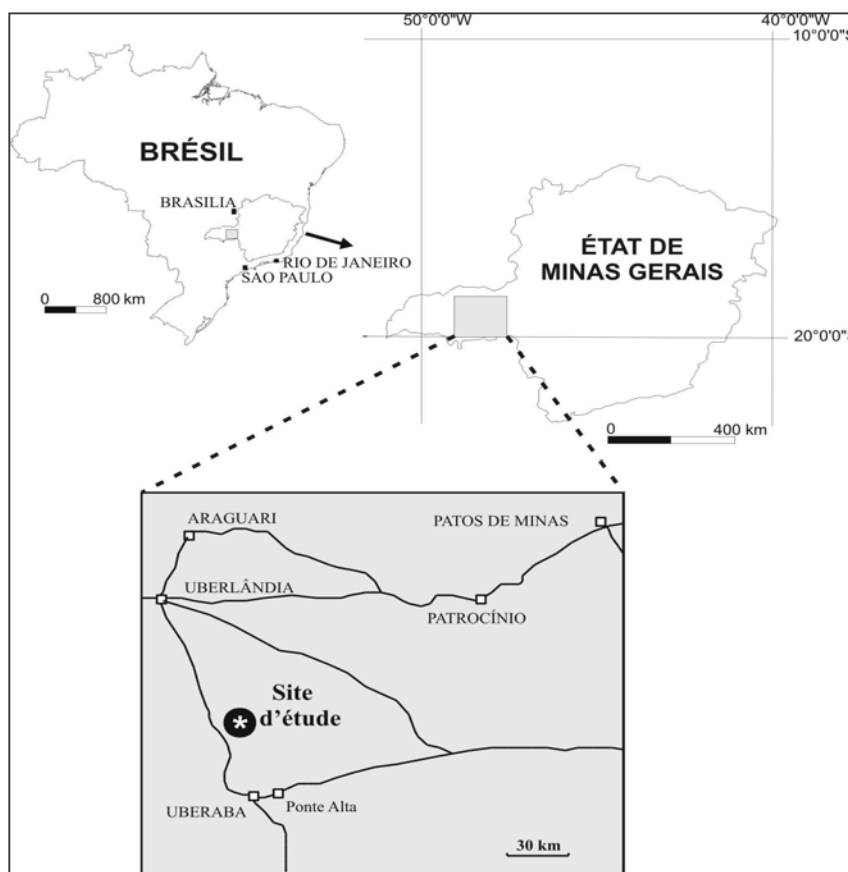 50°0'0"W
40°0'0"W
10°0'0"S
BRÉSIL
BRASILIA
RIO DE JANEIRO
SÃO PAULO
0 800 km
ÉTAT DE
MINAS GERAIS
20°0'0"S
0 400 km
ARAGUARI
PATOS DE MINAS
UBERLÂNDIA
PATROCÍNIO
Site
d'étude
*
UBERABA
Ponte Alta
30 km